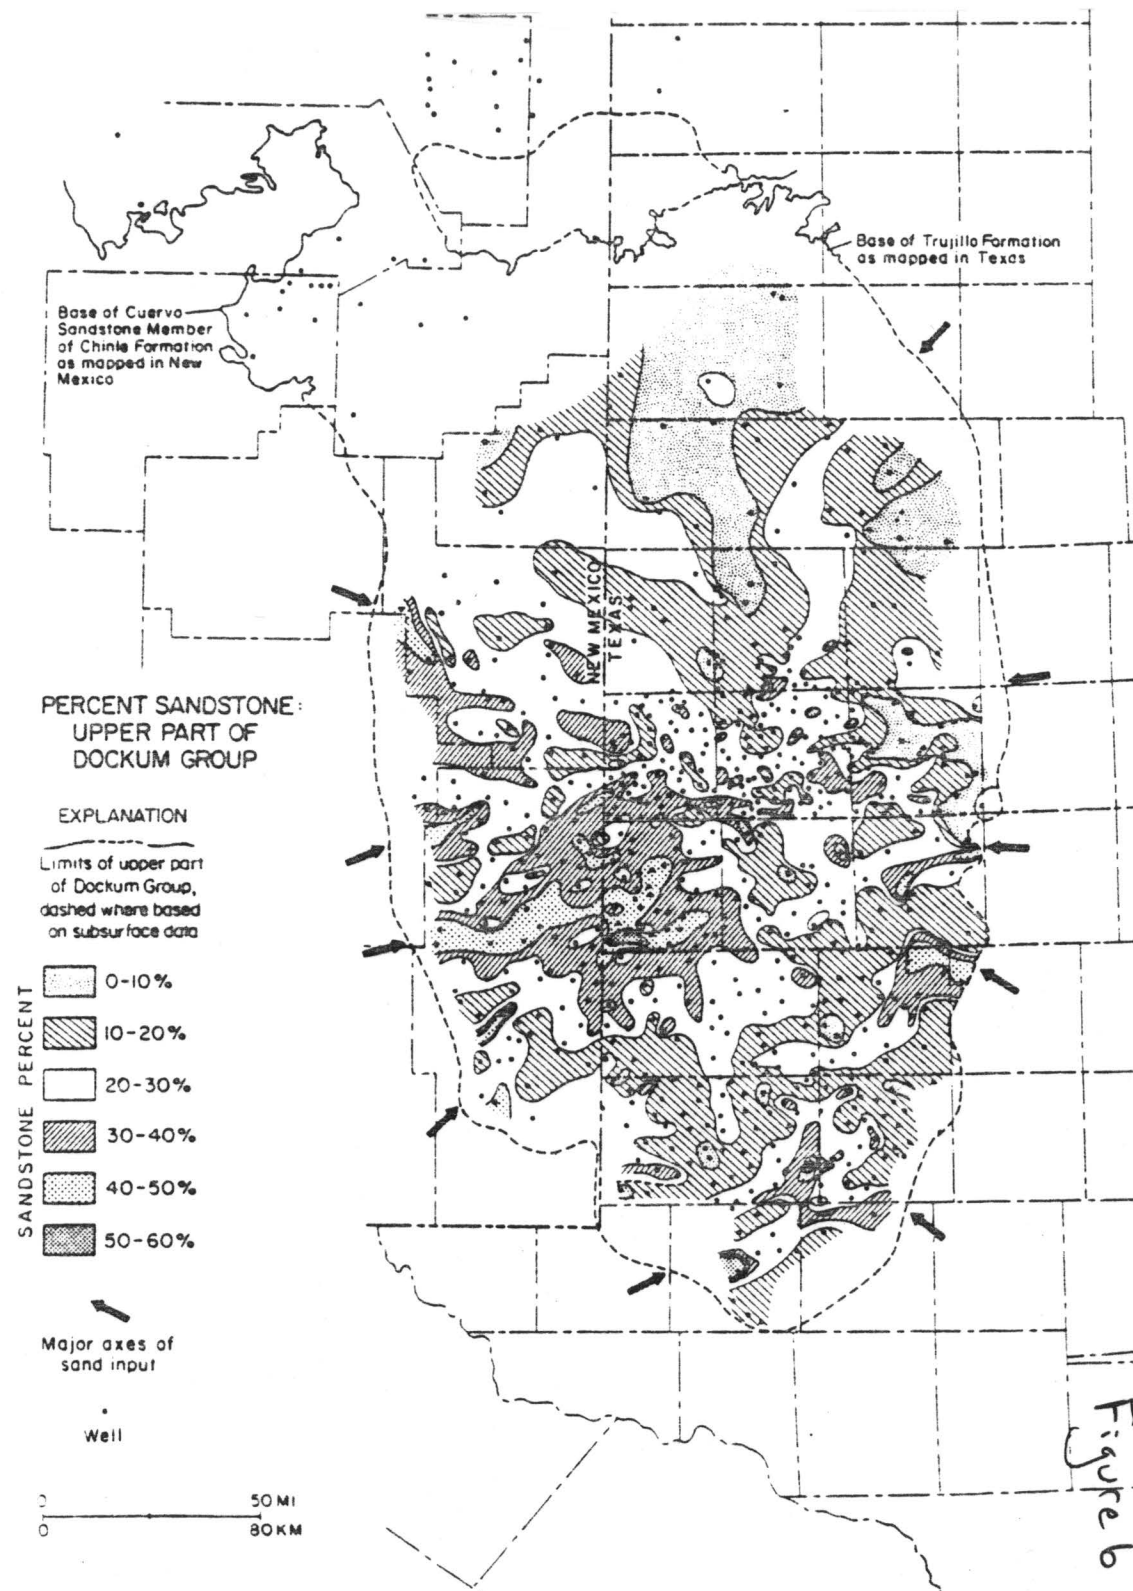 Base of Trujillo Formation
as mapped in Texas
Base of Cuervo
Sandstone Member
of Chinle Formation
as mapped in New
Mexico
NEW MEXICO
TEXAS
PERCENT SANDSTONE:
UPPER PART OF
DOCKUM GROUP
EXPLANATION
Limits of upper part
of Dockum Group,
dashed where based
on subsurface data
SANDSTONE PERCENT
0-10%
10-20%
20-30%
30-40%
40-50%
50-60%
Major axes of
sand input
Well
0 50 MI
0 80 KM
Figure 6